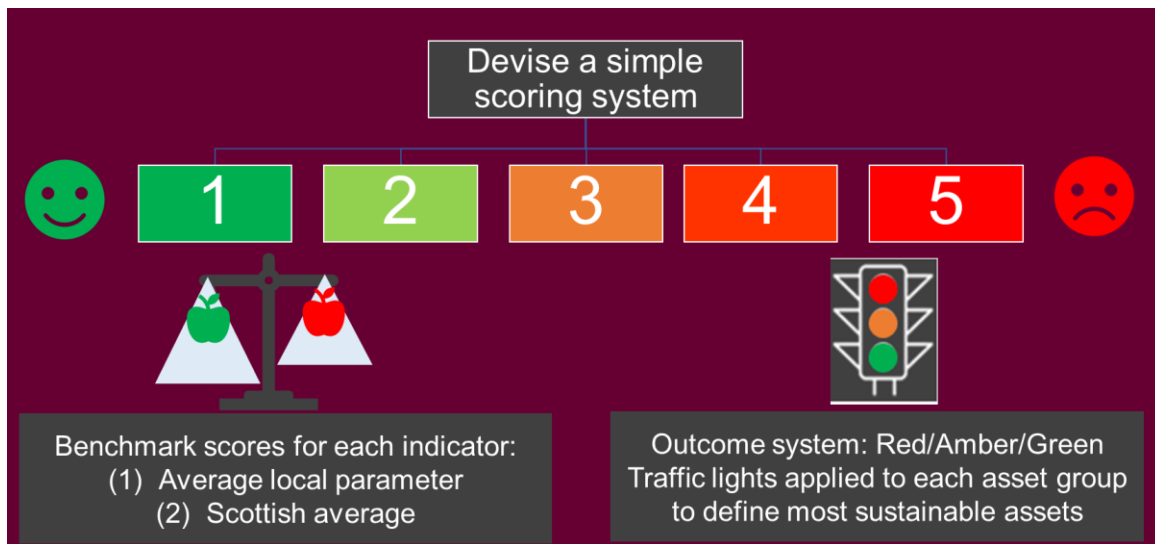 Devise a simple
scoring system
1
2
3
4
5
Benchmark scores for each indicator:
(1) Average local parameter
(2) Scottish average
Outcome system: Red/Amber/Green
Traffic lights applied to each asset group
to define most sustainable assets